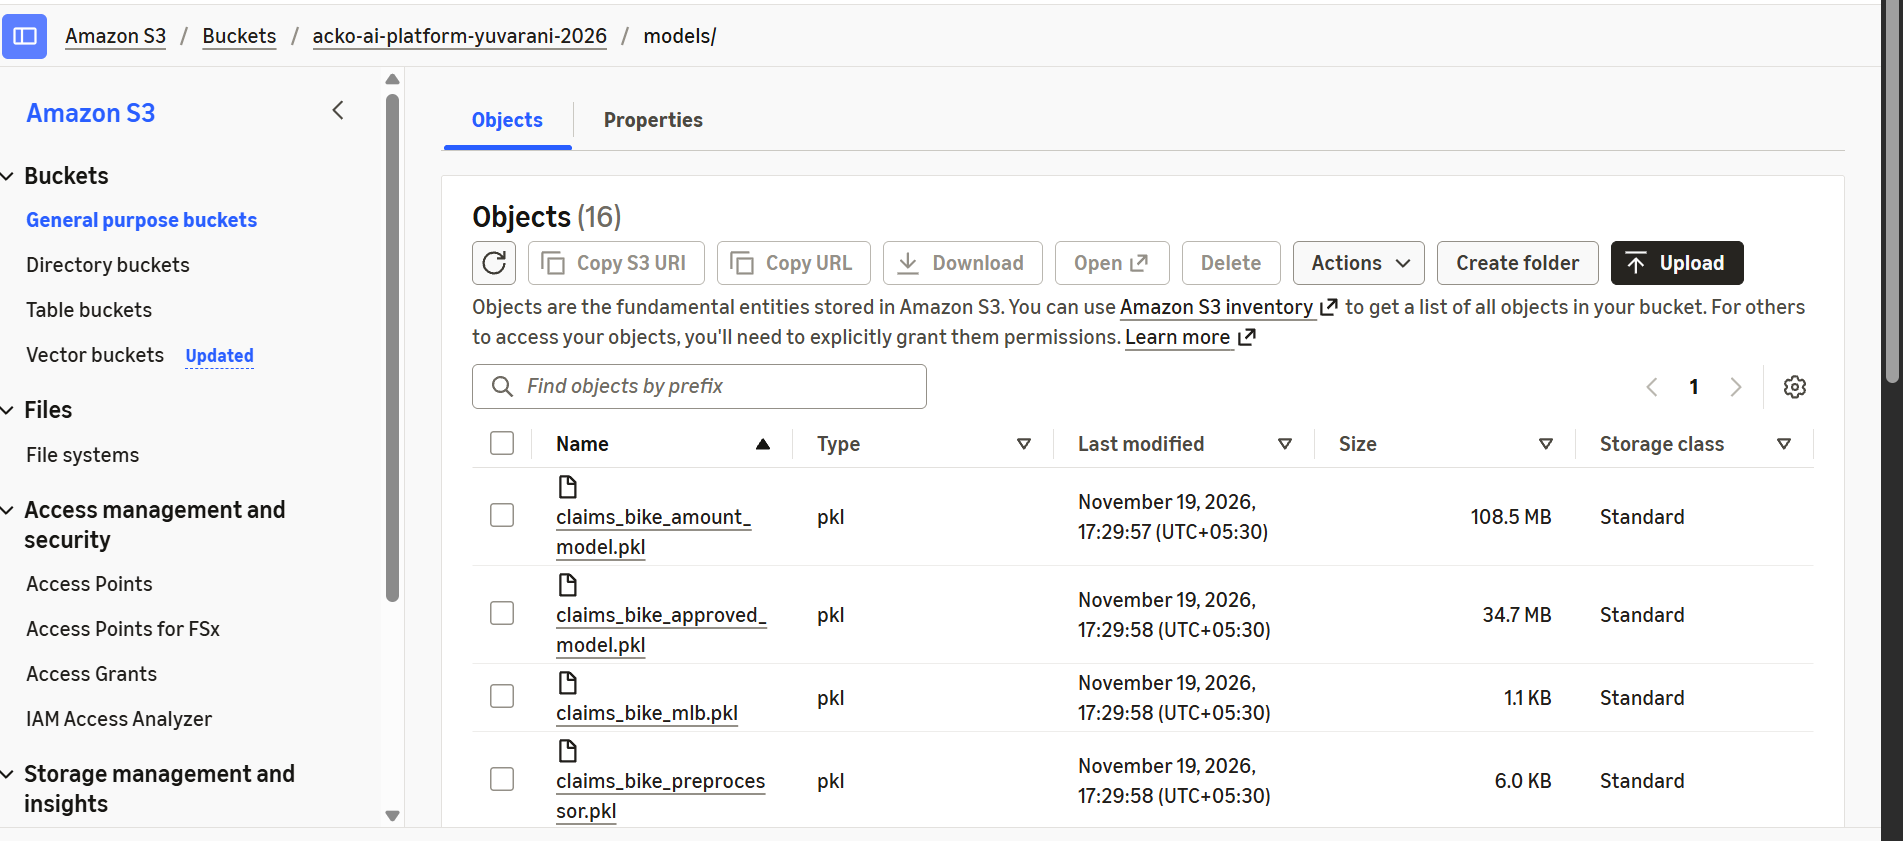 Amazon S3 / Buckets / acko-ai-platform-yuvarani-2026 / models/
Amazon S3
Buckets
General purpose buckets
Directory buckets
Table buckets
Vector buckets Updated
Files
File systems
Access management and
security
Access Points
Access Points for FSx
Access Grants
IAM Access Analyzer
Storage management and
insights
Objects
Properties
Objects (16)
Copy S3 URI
Copy URL
Download
Open
Delete
Actions
Create folder
Upload
Objects are the fundamental entities stored in Amazon S3. You can use Amazon S3 inventory to get a list of all objects in your bucket. For others
to access your objects, you'll need to explicitly grant them permissions. Learn more
Find objects by prefix
1
Name Type Last modified Size Storage class
claims_bike_amount_
model.pkl
pkl
November 19, 2026,
17:29:57 (UTC+05:30)
108.5 MB
Standard
claims_bike_approved_
model.pkl
pkl
November 19, 2026,
17:29:58 (UTC+05:30)
34.7 MB
Standard
claims_bike_mlb.pkl
pkl
November 19, 2026,
17:29:58 (UTC+05:30)
1.1 KB
Standard
claims_bike_preproces
sor.pkl
pkl
November 19, 2026,
17:29:58 (UTC+05:30)
6.0 KB
Standard